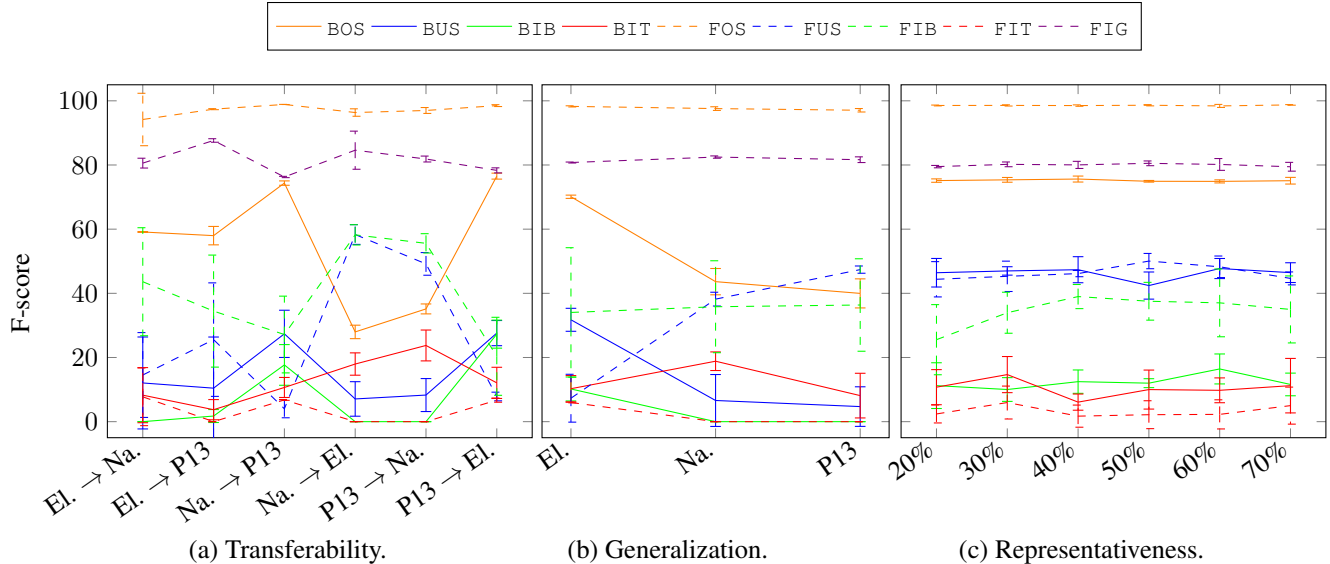 BOS BUS BIB BIT FOS FUS FIB FIT FIG
F-score
100
80
60
40
20
0
El. → Na.
El. → P13
Na. → P13
Na. → El.
P13 → Na.
P13 → El.
El.
Na.
P13
20%
30%
40%
50%
60%
70%
(a) Transferability.
(b) Generalization.
(c) Representativeness.